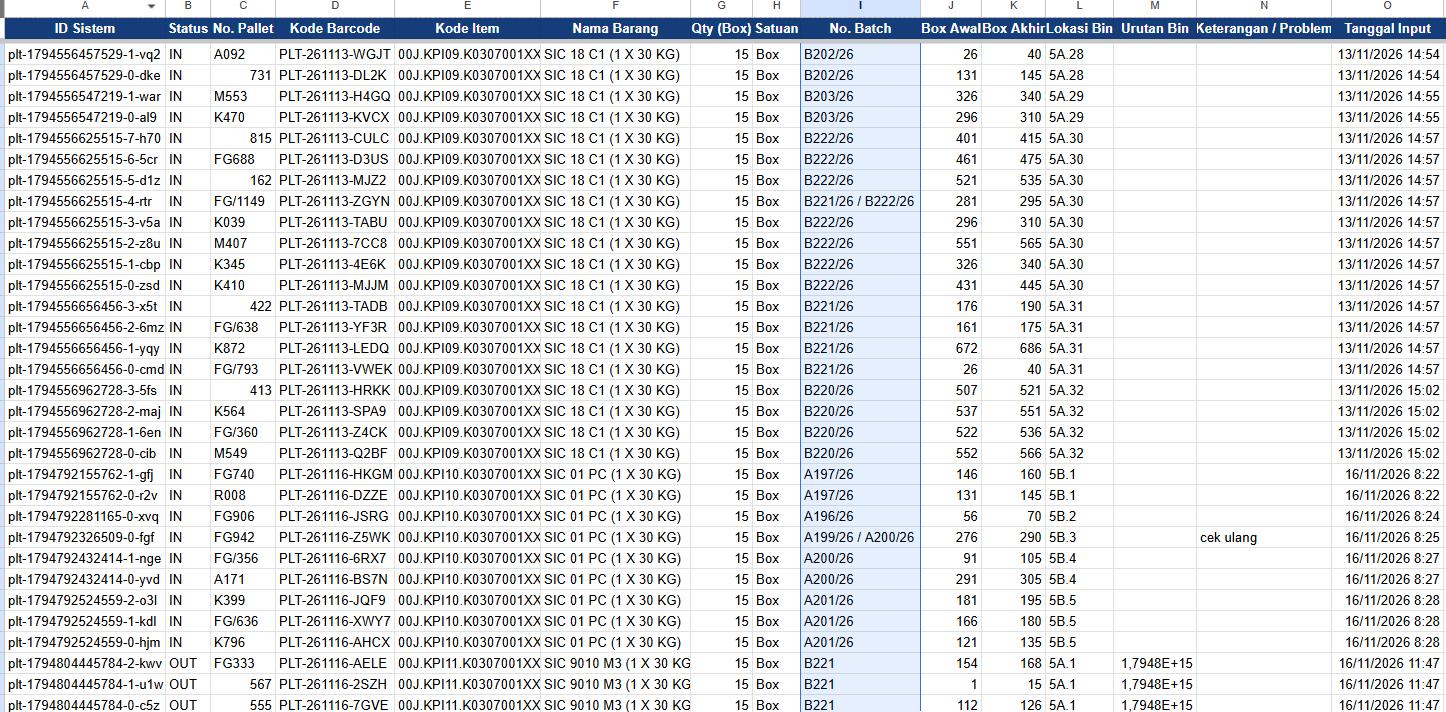 A B C D E F G H I J K L M N O
ID Sistem Status No. Pallet Kode Barcode Kode Item Nama Barang Qty (Box) Satuan No. Batch Box Awal Box Akhir Lokasi Bin Urutan Bin Keterangan / Problem Tanggal Input
plt-1794556457529-1-vq2 IN A092 PLT-261113-WGJT 00J.KPI09.K0307001XX SIC 18 C1 (1 X 30 KG) 15 Box B202/26 26 40 5A.28 13/11/2026 14:54
plt-1794556457529-0-dke IN 731 PLT-261113-DL2K 00J.KPI09.K0307001XX SIC 18 C1 (1 X 30 KG) 15 Box B202/26 131 145 5A.28 13/11/2026 14:54
plt-1794556547219-1-war IN M553 PLT-261113-H4GQ 00J.KPI09.K0307001XX SIC 18 C1 (1 X 30 KG) 15 Box B203/26 326 340 5A.29 13/11/2026 14:55
plt-1794556547219-0-al9 IN K470 PLT-261113-KVCX 00J.KPI09.K0307001XX SIC 18 C1 (1 X 30 KG) 15 Box B203/26 296 310 5A.29 13/11/2026 14:55
plt-1794556625515-7-h70 IN 815 PLT-261113-CULC 00J.KPI09.K0307001XX SIC 18 C1 (1 X 30 KG) 15 Box B222/26 401 415 5A.30 13/11/2026 14:57
plt-1794556625515-6-5cr IN FG688 PLT-261113-D3US 00J.KPI09.K0307001XX SIC 18 C1 (1 X 30 KG) 15 Box B222/26 461 475 5A.30 13/11/2026 14:57
plt-1794556625515-5-d1z IN 162 PLT-261113-MJZ2 00J.KPI09.K0307001XX SIC 18 C1 (1 X 30 KG) 15 Box B222/26 521 535 5A.30 13/11/2026 14:57
plt-1794556625515-4-rtr IN FG/1149 PLT-261113-ZGYN 00J.KPI09.K0307001XX SIC 18 C1 (1 X 30 KG) 15 Box B221/26 / B222/26 281 295 5A.30 13/11/2026 14:57
plt-1794556625515-3-v5a IN K039 PLT-261113-TABU 00J.KPI09.K0307001XX SIC 18 C1 (1 X 30 KG) 15 Box B222/26 296 310 5A.30 13/11/2026 14:57
plt-1794556625515-2-z8u IN M407 PLT-261113-7CC8 00J.KPI09.K0307001XX SIC 18 C1 (1 X 30 KG) 15 Box B222/26 551 565 5A.30 13/11/2026 14:57
plt-1794556625515-1-cbp IN K345 PLT-261113-4E6K 00J.KPI09.K0307001XX SIC 18 C1 (1 X 30 KG) 15 Box B222/26 326 340 5A.30 13/11/2026 14:57
plt-1794556625515-0-zsd IN K410 PLT-261113-MJJM 00J.KPI09.K0307001XX SIC 18 C1 (1 X 30 KG) 15 Box B222/26 431 445 5A.30 13/11/2026 14:57
plt-1794556656456-3-x5t IN 422 PLT-261113-TADB 00J.KPI09.K0307001XX SIC 18 C1 (1 X 30 KG) 15 Box B221/26 176 190 5A.31 13/11/2026 14:57
plt-1794556656456-2-6mz IN FG/638 PLT-261113-YF3R 00J.KPI09.K0307001XX SIC 18 C1 (1 X 30 KG) 15 Box B221/26 161 175 5A.31 13/11/2026 14:57
plt-1794556656456-1-yqy IN K872 PLT-261113-LEDQ 00J.KPI09.K0307001XX SIC 18 C1 (1 X 30 KG) 15 Box B221/26 672 686 5A.31 13/11/2026 14:57
plt-1794556656456-0-cmd IN FG/793 PLT-261113-VWEK 00J.KPI09.K0307001XX SIC 18 C1 (1 X 30 KG) 15 Box B221/26 26 40 5A.31 13/11/2026 14:57
plt-1794556962728-3-5fs IN 413 PLT-261113-HRKK 00J.KPI09.K0307001XX SIC 18 C1 (1 X 30 KG) 15 Box B220/26 507 521 5A.32 13/11/2026 15:02
plt-1794556962728-2-maj IN K564 PLT-261113-SPA9 00J.KPI09.K0307001XX SIC 18 C1 (1 X 30 KG) 15 Box B220/26 537 551 5A.32 13/11/2026 15:02
plt-1794556962728-1-6en IN FG/360 PLT-261113-Z4CK 00J.KPI09.K0307001XX SIC 18 C1 (1 X 30 KG) 15 Box B220/26 522 536 5A.32 13/11/2026 15:02
plt-1794556962728-0-cib IN M549 PLT-261113-Q2BF 00J.KPI09.K0307001XX SIC 18 C1 (1 X 30 KG) 15 Box B220/26 552 566 5A.32 13/11/2026 15:02
plt-1794792155762-1-gfj IN FG740 PLT-261116-HKGM 00J.KPI10.K0307001XX SIC 01 PC (1 X 30 KG) 15 Box A197/26 146 160 5B.1 16/11/2026 8:22
plt-1794792155762-0-r2v IN R008 PLT-261116-DZZE 00J.KPI10.K0307001XX SIC 01 PC (1 X 30 KG) 15 Box A197/26 131 145 5B.1 16/11/2026 8:22
plt-1794792281165-0-xvq IN FG906 PLT-261116-JSRG 00J.KPI10.K0307001XX SIC 01 PC (1 X 30 KG) 15 Box A196/26 56 70 5B.2 16/11/2026 8:24
plt-1794792326509-0-fgf IN FG942 PLT-261116-Z5WK 00J.KPI10.K0307001XX SIC 01 PC (1 X 30 KG) 15 Box A199/26 / A200/26 276 290 5B.3 cek ulang 16/11/2026 8:25
plt-1794792432414-1-nge IN FG/356 PLT-261116-6RX7 00J.KPI10.K0307001XX SIC 01 PC (1 X 30 KG) 15 Box A200/26 91 105 5B.4 16/11/2026 8:27
plt-1794792432414-0-yvd IN A171 PLT-261116-BS7N 00J.KPI10.K0307001XX SIC 01 PC (1 X 30 KG) 15 Box A200/26 291 305 5B.4 16/11/2026 8:27
plt-1794792524559-2-o3l IN K399 PLT-261116-JQF9 00J.KPI10.K0307001XX SIC 01 PC (1 X 30 KG) 15 Box A201/26 181 195 5B.5 16/11/2026 8:28
plt-1794792524559-1-kdl IN FG/636 PLT-261116-XWY7 00J.KPI10.K0307001XX SIC 01 PC (1 X 30 KG) 15 Box A201/26 166 180 5B.5 16/11/2026 8:28
plt-1794792524559-0-hjm IN K796 PLT-261116-AHCX 00J.KPI10.K0307001XX SIC 01 PC (1 X 30 KG) 15 Box A201/26 121 135 5B.5 16/11/2026 8:28
plt-1794804445784-2-kwv OUT FG333 PLT-261116-AELE 00J.KPI11.K0307001XX SIC 9010 M3 (1 X 30 KG 15 Box B221 154 168 5A.1 1,7948E+15 16/11/2026 11:47
plt-1794804445784-1-u1w OUT 567 PLT-261116-2SZH 00J.KPI11.K0307001XX SIC 9010 M3 (1 X 30 KG 15 Box B221 1 15 5A.1 1,7948E+15 16/11/2026 11:47
plt-1794804445784-0-c5z OUT 555 PLT-261116-7GVE 00J.KPI11.K0307001XX SIC 9010 M3 (1 X 30 KG 15 Box B221 112 126 5A.1 1,7948E+15 16/11/2026 11:47